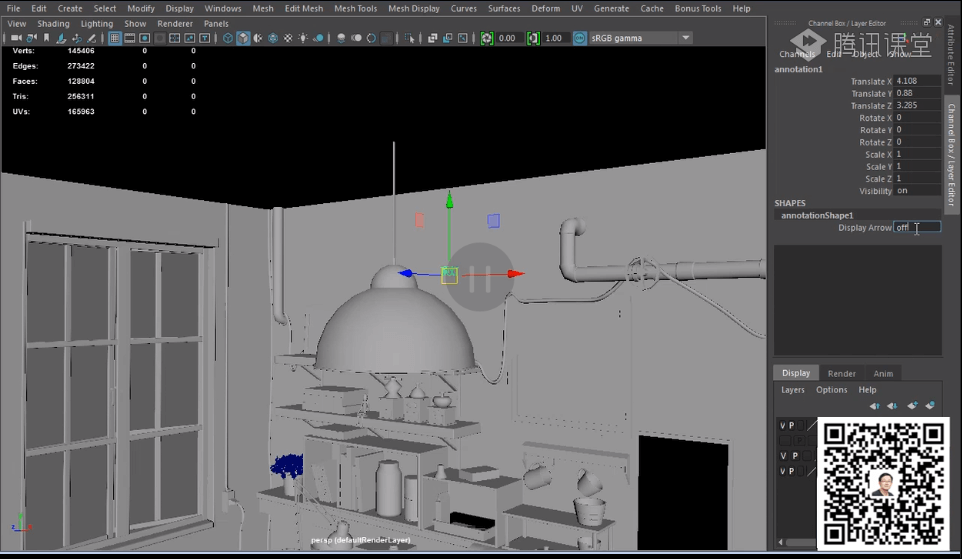 File Edit Create Select Modify Display Windows Mesh Edit Mesh Mesh Tools Mesh Display Curves Surfaces Deform UV Generate Cache Bonus Tools Help
View Shading Lighting Show Renderer Panels
0.00 1.00 sRGB gamma
Verts: 145406 0 0
Edges: 273422 0 0
Faces: 128804 0 0
Tris: 256311 0 0
UVs: 165963 0 0
persp (defaultRenderLayer)
Channel Box / Layer Editor
腾讯课堂
Channels Edit Object Show
annotation1
Translate X 4.108
Translate Y 0.88
Translate Z 3.285
Rotate X 0
Rotate Y 0
Rotate Z 0
Scale X 1
Scale Y 1
Scale Z 1
Visibility on
SHAPES
annotationShape1
Display Arrow off
Display Render Anim
Layers Options Help
V P
V P
V P
Attribute Editor
Channel Box / Layer Editor